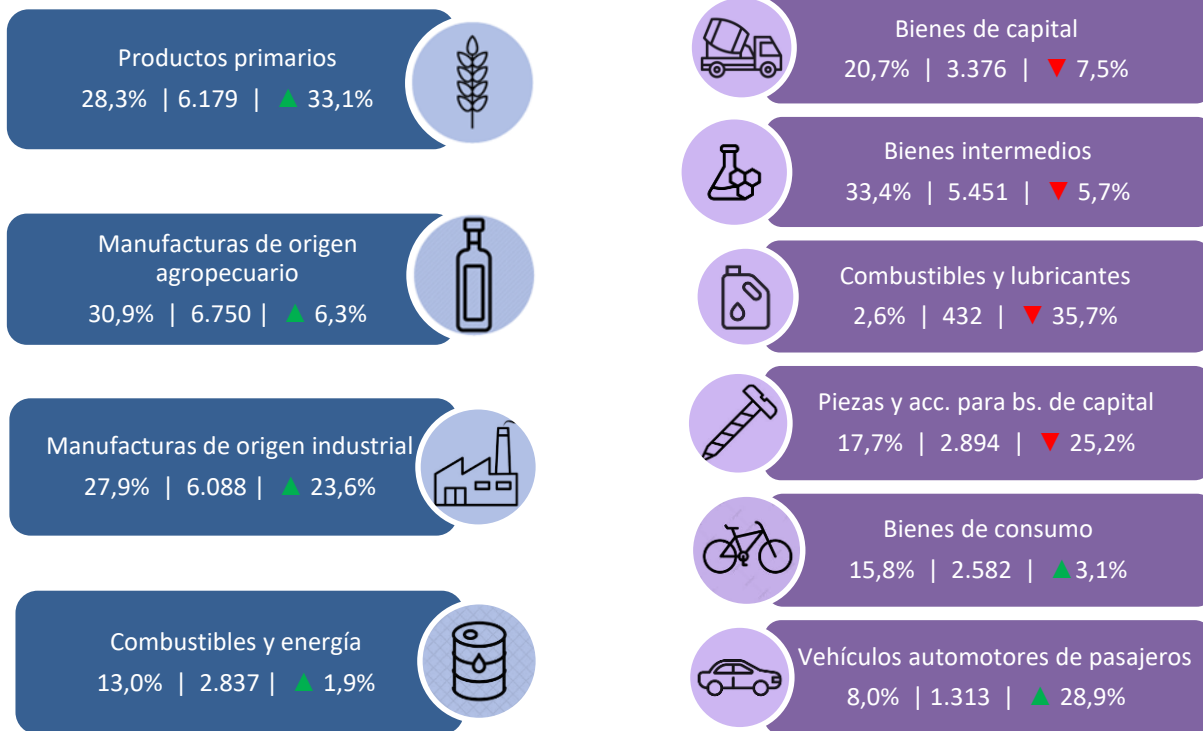 Productos primarios
28,3% | 6.179 | ▲ 33,1%
Manufacturas de origen
agropecuario
30,9% | 6.750 | ▲ 6,3%
Manufacturas de origen industrial
27,9% | 6.088 | ▲ 23,6%
Combustibles y energía
13,0% | 2.837 | ▲ 1,9%
Bienes de capital
20,7% | 3.376 | ▼ 7,5%
Bienes intermedios
33,4% | 5.451 | ▼ 5,7%
Combustibles y lubricantes
2,6% | 432 | ▼ 35,7%
Piezas y acc. para bs. de capital
17,7% | 2.894 | ▼ 25,2%
Bienes de consumo
15,8% | 2.582 | ▲ 3,1%
Vehículos automotores de pasajeros
8,0% | 1.313 | ▲ 28,9%